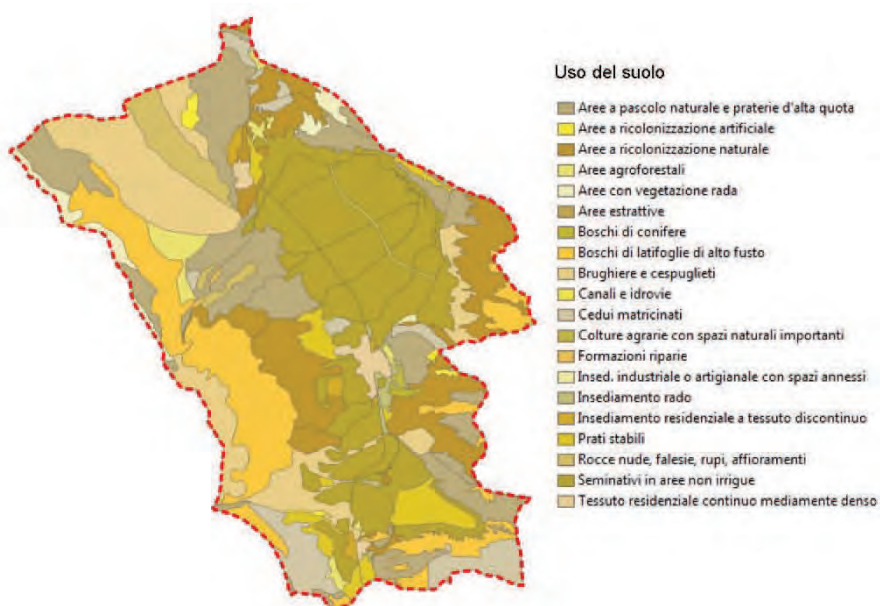 Uso del suolo
Aree a pascolo naturale e praterie d'alta quota
Aree a ricolonizzazione artificiale
Aree a ricolonizzazione naturale
Aree agroforestali
Aree con vegetazione rada
Aree estrattive
Boschi di conifere
Boschi di latifoglie di alto fusto
Brughiere e cespuglieti
Canali e idrovie
Cedui matricinati
Colture agrarie con spazi naturali importanti
Formazioni riparie
Insed. industriale o artigianale con spazi annessi
Insediamento rado
Insediamento residenziale a tessuto discontinuo
Prati stabili
Rocce nude, falesie, rupi, affioramenti
Seminativi in aree non irrigue
Tessuto residenziale continuo mediamente denso